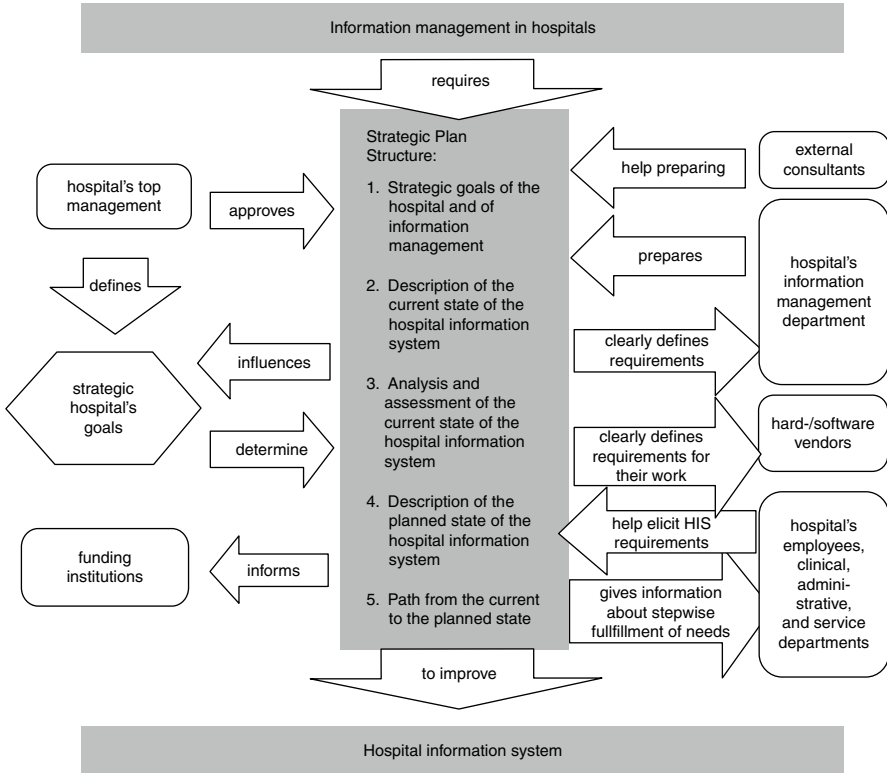 Information management in hospitals
requires
Strategic Plan
Structure:
1. Strategic goals of the
hospital and of
information
management
2. Description of the
current state of the
hospital information
system
3. Analysis and
assessment of the
current state of the
hospital information
system
4. Description of the
planned state of the
hospital information
system
5. Path from the current
to the planned state
hospital's top
management
approves
defines
influences
strategic
hospital's
goals
determine
funding
institutions
informs
help preparing
external
consultants
prepares
hospital's
information
management
department
clearly defines
requirements
clearly defines
requirements for
their work
hard-/software
vendors
help elicit HIS
requirements
gives information
about stepwise
fullfillment of needs
hospital's
employees,
clinical,
admini-
strative,
and service
departments
to improve
Hospital information system